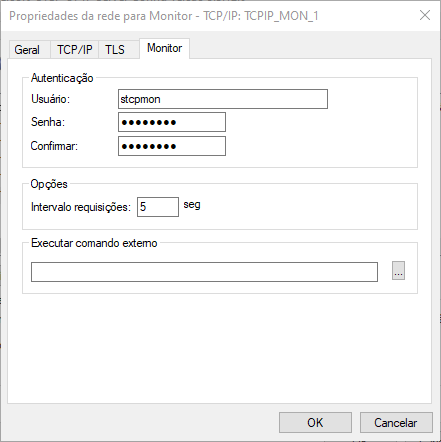 Propriedades da rede para Monitor - TCP/IP: TCPIP_MON_1
Geral TCP/IP TLS Monitor
Autenticação
Usuário: stcpmon
Senha: ●●●●●●●●
Confirmar: ●●●●●●●●
Opções
Intervalo requisições: 5 seg
Executar comando externo
...
OK Cancelar